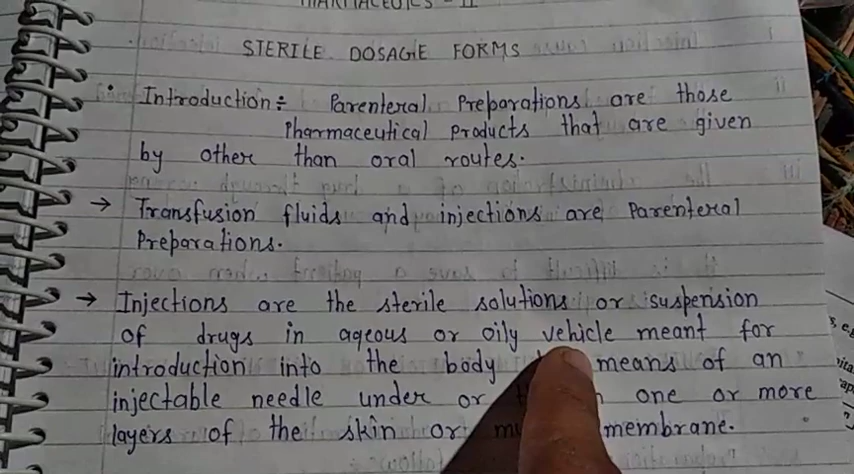 PHARMACEUTICS - II
STERILE DOSAGE FORMS
• Introduction ÷ Parenteral Preparations are those
Pharmaceutical Products that are given
by other than oral routes.
→ Transfusion fluids and injections are Parenteral
Preparations.
→ Injections are the sterile solutions or suspension
of drugs in aqeous or oily vehicle meant for
introduction into the body means of an
injectable needle under or one or more
layers of the skin or membrane.